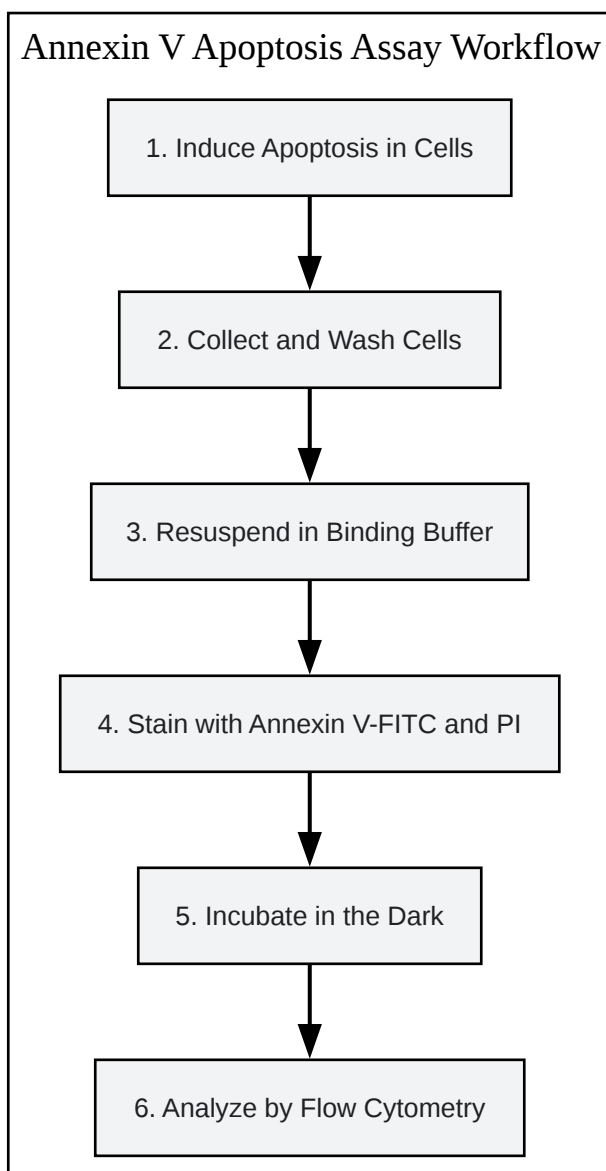 Annexin V Apoptosis Assay Workflow
1. Induce Apoptosis in Cells
2. Collect and Wash Cells
3. Resuspend in Binding Buffer
4. Stain with Annexin V-FITC and PI
5. Incubate in the Dark
6. Analyze by Flow Cytometry